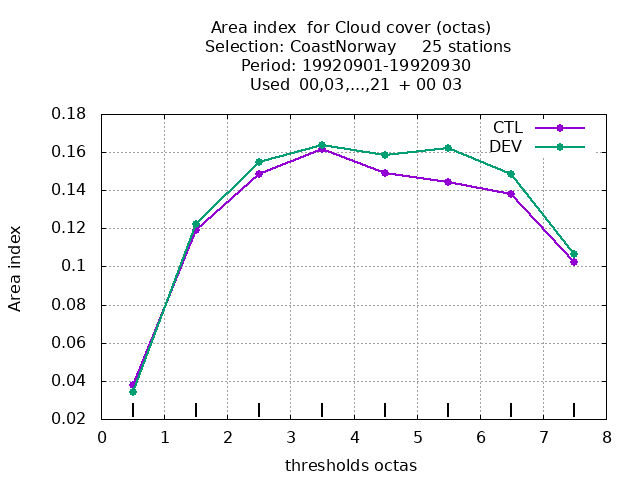 Area index  for Cloud cover (octas)
Selection: CoastNorway     25 stations
Period: 19920901-19920930
Used  00,03,...,21  + 00 03
CTL
DEV
0.18
0.16
0.14
0.12
0.1
0.08
0.06
0.04
0.02
Area index
0 1 2 3 4 5 6 7 8
thresholds octas